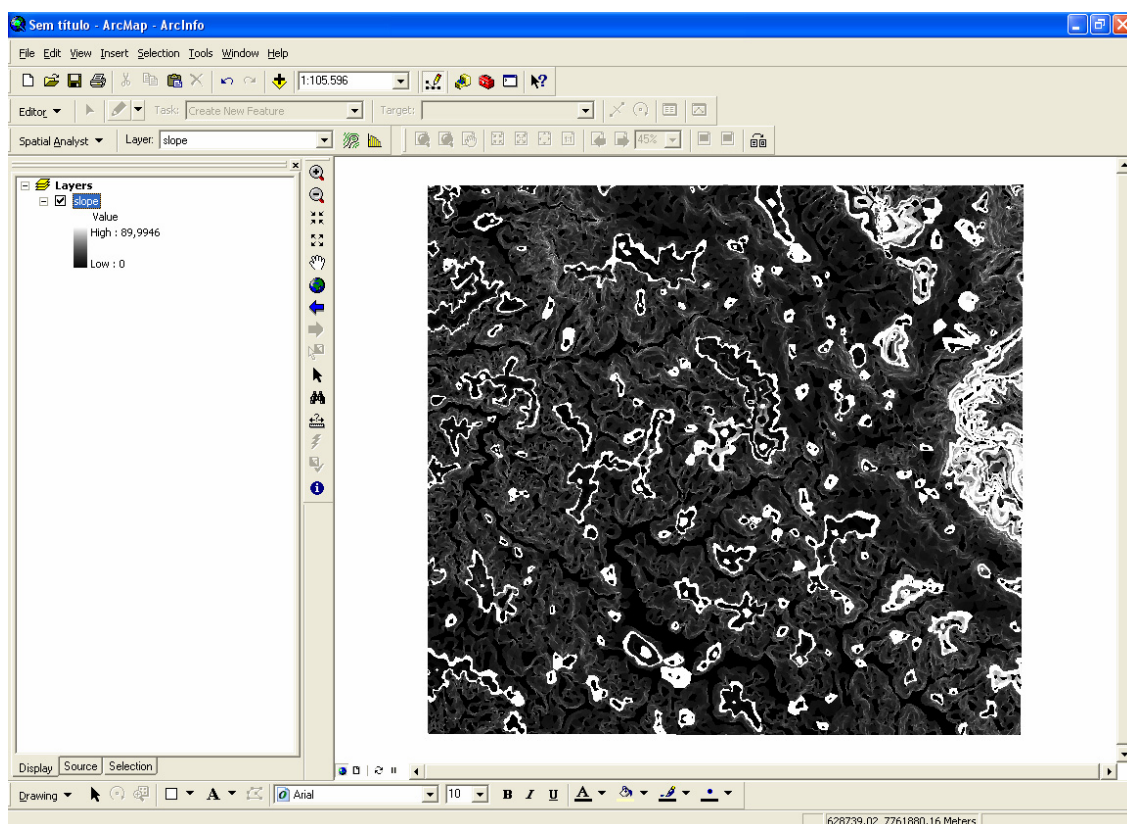 Sem título - ArcMap - ArcInfo
File Edit View Insert Selection Tools Window Help
1:105.596
Editor Task: Create New Feature Target:
Spatial Analyst Layer: slope 45%
Layers
slope
Value
High : 89,9946
Low : 0
Display Source Selection
Drawing A Arial 10 B I U A
628739,02 7761880,16 Meters